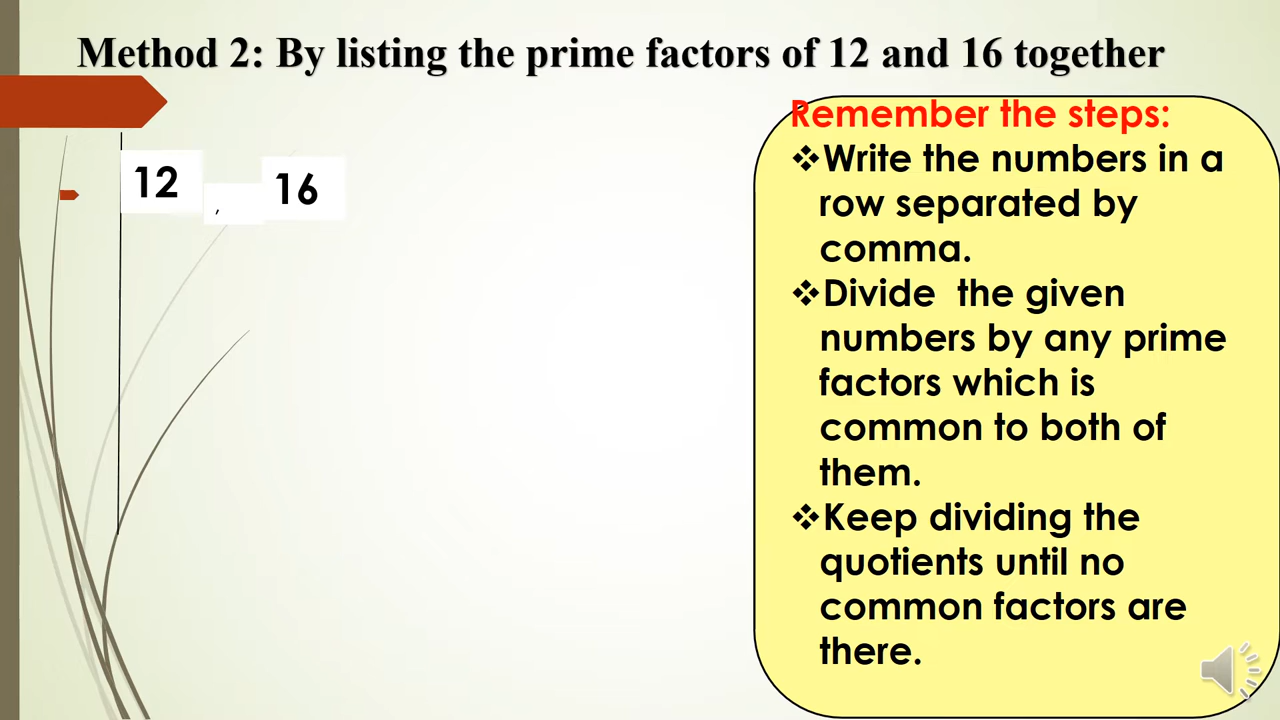 Method 2: By listing the prime factors of 12 and 16 together
12 , 16
Remember the steps:
❖Write the numbers in a
row separated by
comma.
❖Divide  the given
numbers by any prime
factors which is
common to both of
them.
❖Keep dividing the
quotients until no
common factors are
there.